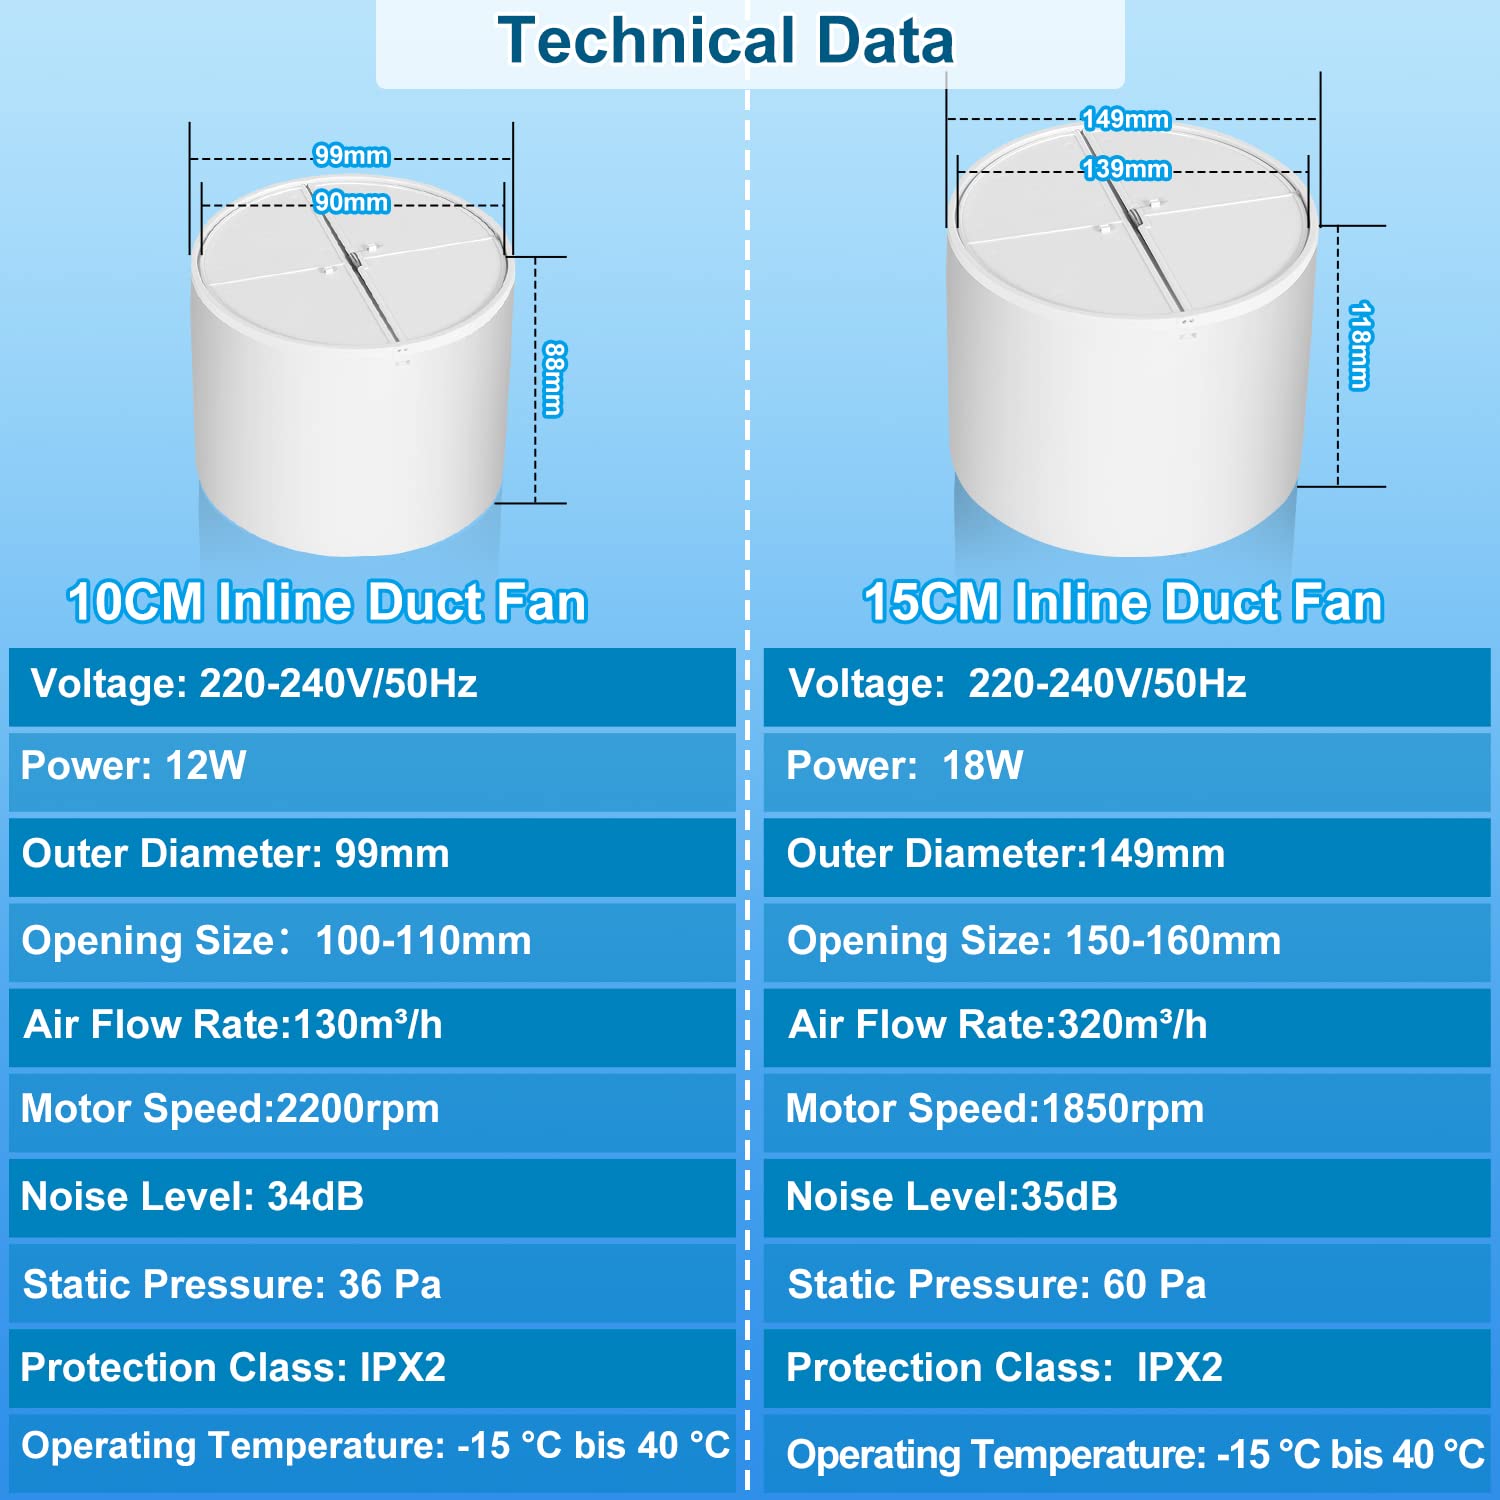 Technical Data
99mm
90mm
88mm
149mm
139mm
118mm
10CM Inline Duct Fan
Voltage: 220-240V/50Hz
Power: 12W
Outer Diameter: 99mm
Opening Size：100-110mm
Air Flow Rate:130m³/h
Motor Speed:2200rpm
Noise Level: 34dB
Static Pressure: 36 Pa
Protection Class: IPX2
Operating Temperature: -15 °C bis 40 °C
15CM Inline Duct Fan
Voltage: 220-240V/50Hz
Power: 18W
Outer Diameter:149mm
Opening Size: 150-160mm
Air Flow Rate:320m³/h
Motor Speed:1850rpm
Noise Level:35dB
Static Pressure: 60 Pa
Protection Class: IPX2
Operating Temperature: -15 °C bis 40 °C